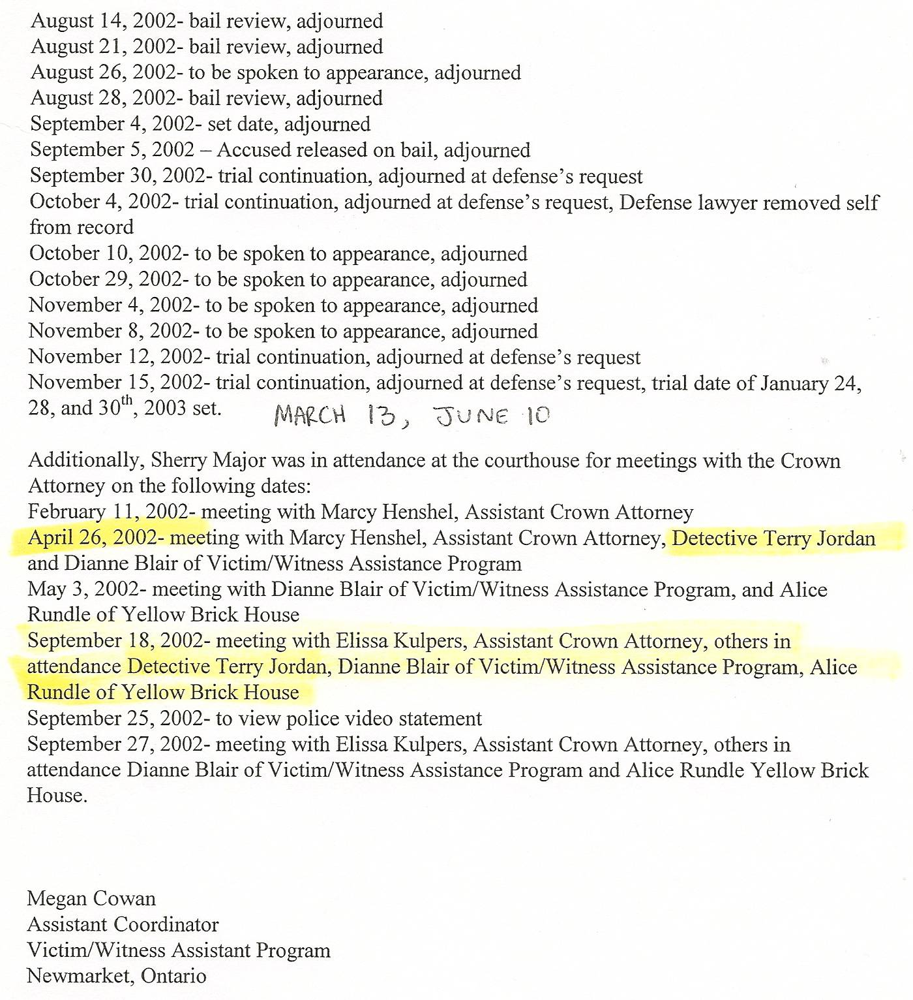 August 14, 2002- bail review, adjourned
August 21, 2002- bail review, adjourned
August 26, 2002- to be spoken to appearance, adjourned
August 28, 2002- bail review, adjourned
September 4, 2002- set date, adjourned
September 5, 2002 – Accused released on bail, adjourned
September 30, 2002- trial continuation, adjourned at defense's request
October 4, 2002- trial continuation, adjourned at defense's request, Defense lawyer removed self
from record
October 10, 2002- to be spoken to appearance, adjourned
October 29, 2002- to be spoken to appearance, adjourned
November 4, 2002- to be spoken to appearance, adjourned
November 8, 2002- to be spoken to appearance, adjourned
November 12, 2002- trial continuation, adjourned at defense's request
November 15, 2002- trial continuation, adjourned at defense's request, trial date of January 24,
28, and 30th, 2003 set. MARCH 13, JUNE 10
Additionally, Sherry Major was in attendance at the courthouse for meetings with the Crown
Attorney on the following dates:
February 11, 2002- meeting with Marcy Henshel, Assistant Crown Attorney
April 26, 2002- meeting with Marcy Henshel, Assistant Crown Attorney, Detective Terry Jordan
and Dianne Blair of Victim/Witness Assistance Program
May 3, 2002- meeting with Dianne Blair of Victim/Witness Assistance Program, and Alice
Rundle of Yellow Brick House
September 18, 2002- meeting with Elissa Kulpers, Assistant Crown Attorney, others in
attendance Detective Terry Jordan, Dianne Blair of Victim/Witness Assistance Program, Alice
Rundle of Yellow Brick House
September 25, 2002- to view police video statement
September 27, 2002- meeting with Elissa Kulpers, Assistant Crown Attorney, others in
attendance Dianne Blair of Victim/Witness Assistance Program and Alice Rundle Yellow Brick
House.
Megan Cowan
Assistant Coordinator
Victim/Witness Assistant Program
Newmarket, Ontario